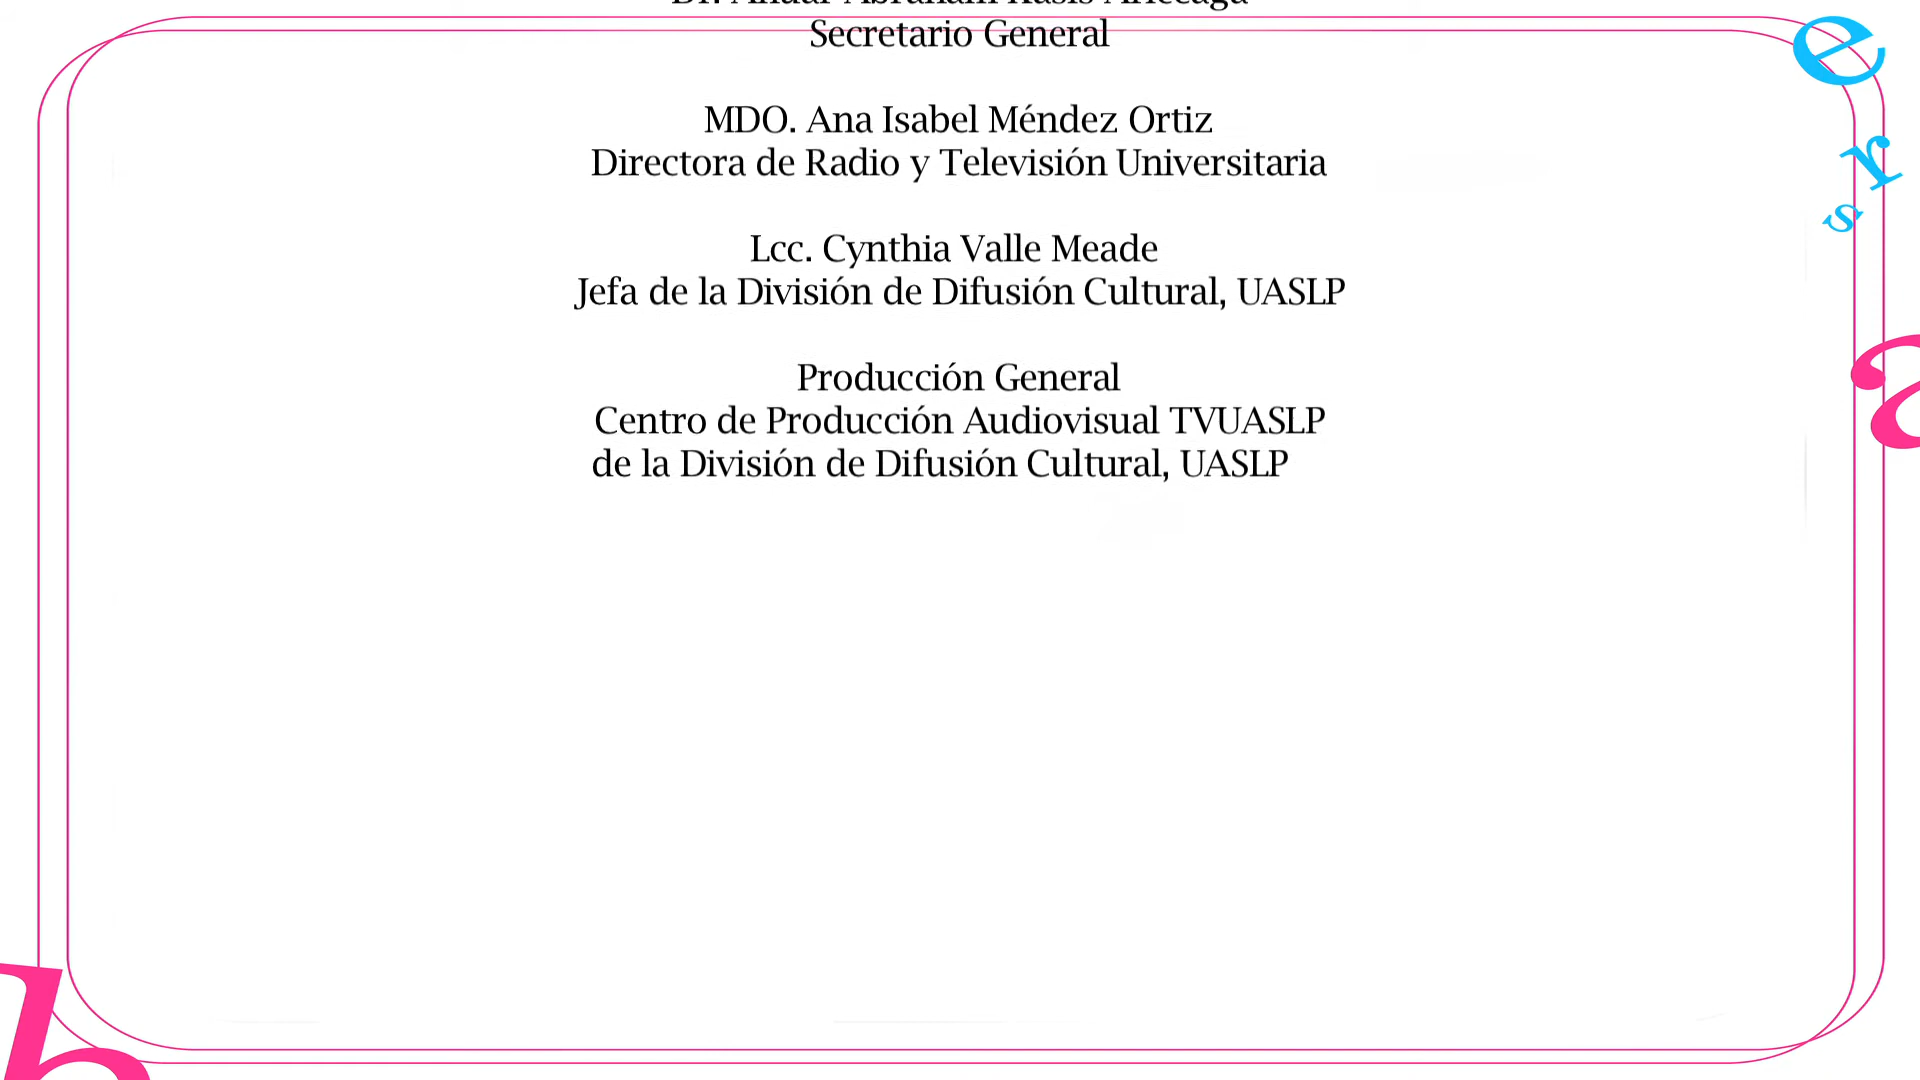 Secretario General
MDO. Ana Isabel Méndez Ortiz
Directora de Radio y Televisión Universitaria
Lcc. Cynthia Valle Meade
Jefa de la División de Difusión Cultural, UASLP
Producción General
Centro de Producción Audiovisual TVUASLP
de la División de Difusión Cultural, UASLP
e
r
s
a
b